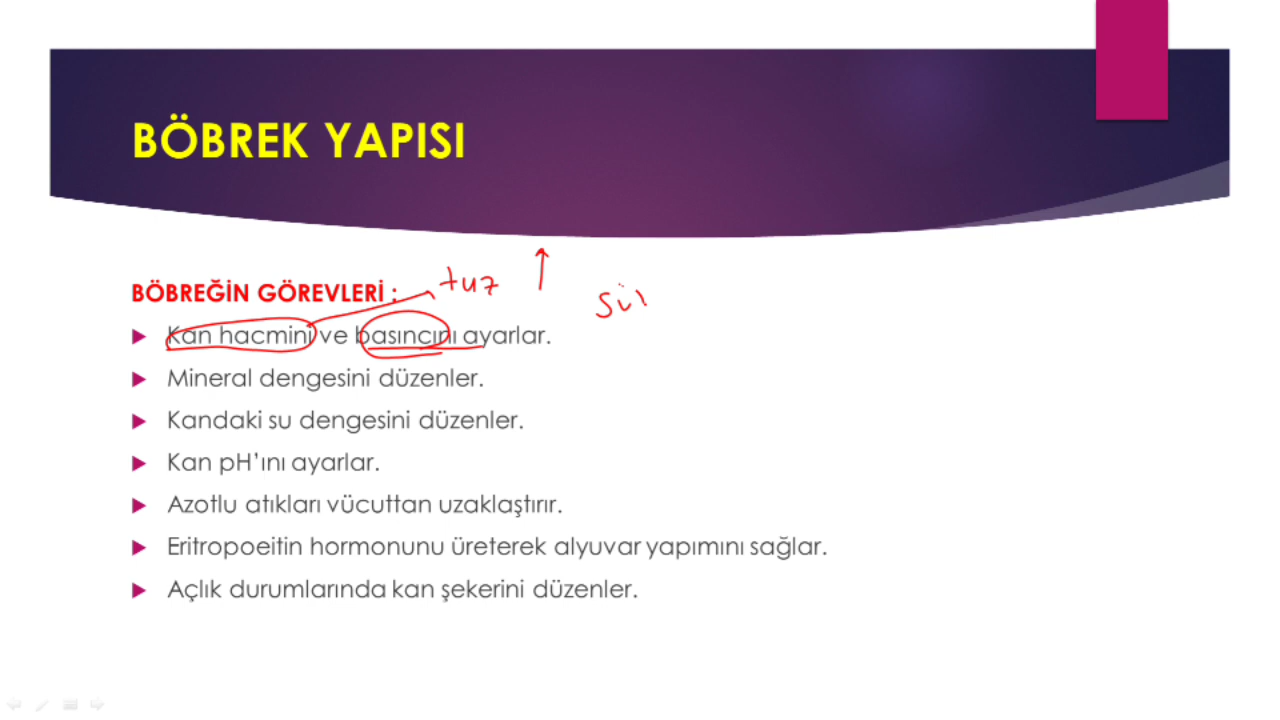 BÖBREK YAPISI
tuz
BÖBREĞİN GÖREVLERİ :
Kan hacmini ve basıncını ayarlar.
Mineral dengesini düzenler.
Kandaki su dengesini düzenler.
Kan pH’ını ayarlar.
Azotlu atıkları vücuttan uzaklaştırır.
Eritropoeitin hormonunu üreterek alyuvar yapımını sağlar.
Açlık durumlarında kan şekerini düzenler.